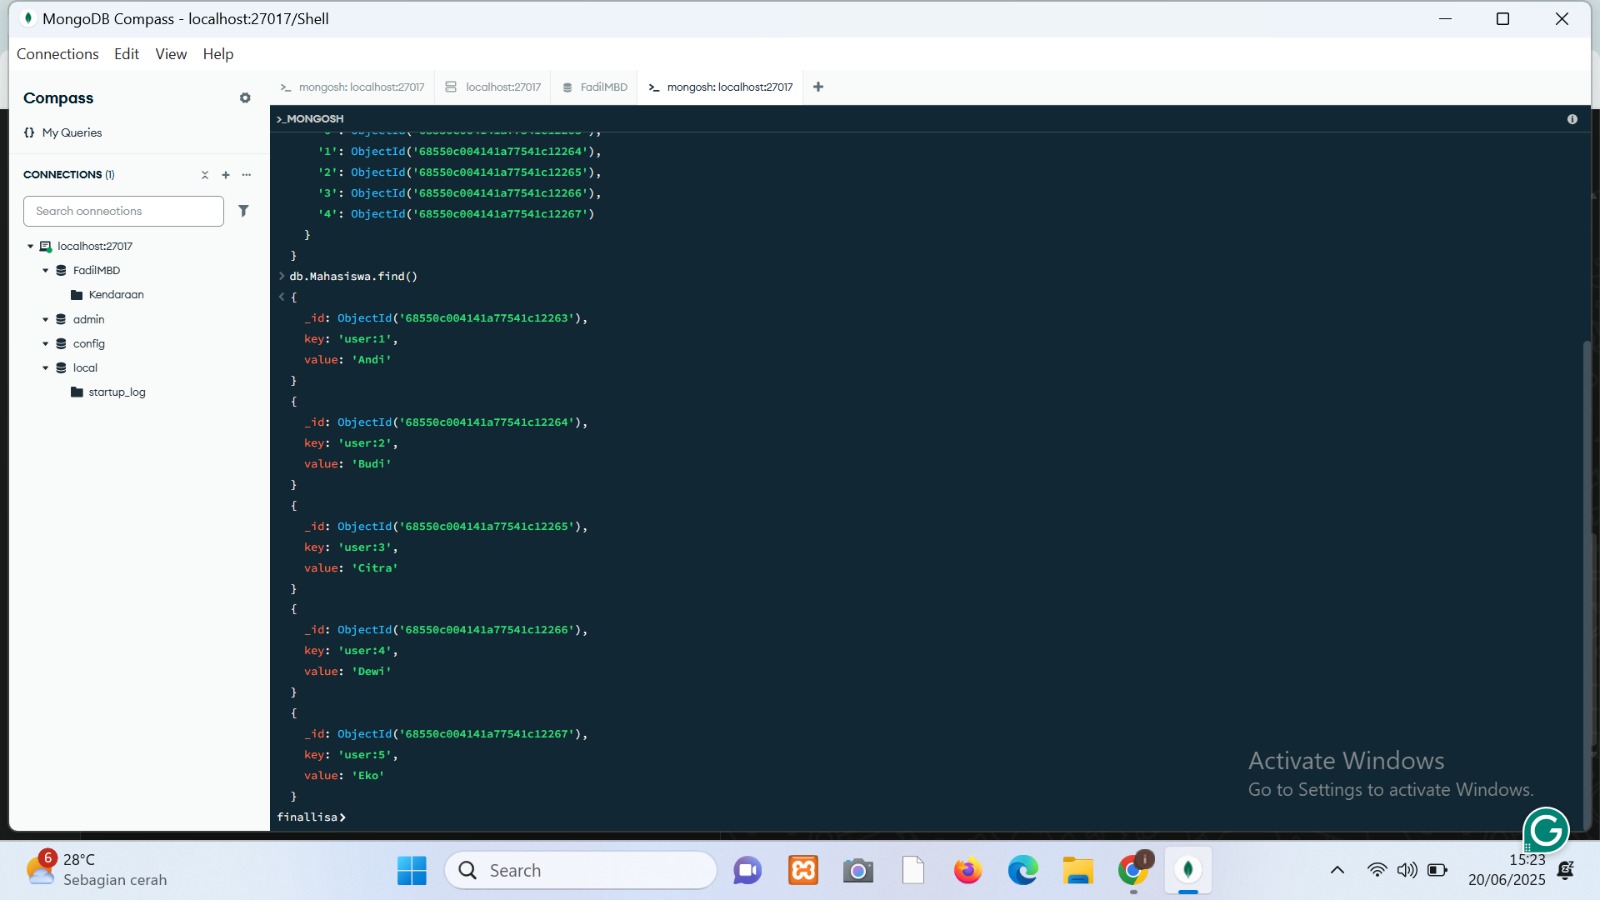 MongoDB Compass - localhost:27017/Shell
Connections Edit View Help
Compass
My Queries
CONNECTIONS (1)
Search connections
localhost:27017
FadilMBD
Kendaraan
admin
config
local
startup_log
mongosh: localhost:27017 localhost:27017 FadilMBD mongosh: localhost:27017 +
>_MONGOSH
'1': ObjectId('68550c004141a77541c12264'),
'2': ObjectId('68550c004141a77541c12265'),
'3': ObjectId('68550c004141a77541c12266'),
'4': ObjectId('68550c004141a77541c12267')
}
}
> db.Mahasiswa.find()
< {
_id: ObjectId('68550c004141a77541c12263'),
key: 'user:1',
value: 'Andi'
}
{
_id: ObjectId('68550c004141a77541c12264'),
key: 'user:2',
value: 'Budi'
}
{
_id: ObjectId('68550c004141a77541c12265'),
key: 'user:3',
value: 'Citra'
}
{
_id: ObjectId('68550c004141a77541c12266'),
key: 'user:4',
value: 'Dewi'
}
{
_id: ObjectId('68550c004141a77541c12267'),
key: 'user:5',
value: 'Eko'
}
finallisa>
Activate Windows
Go to Settings to activate Windows.
6
28°C
Sebagian cerah
Search
15:23
20/06/2025